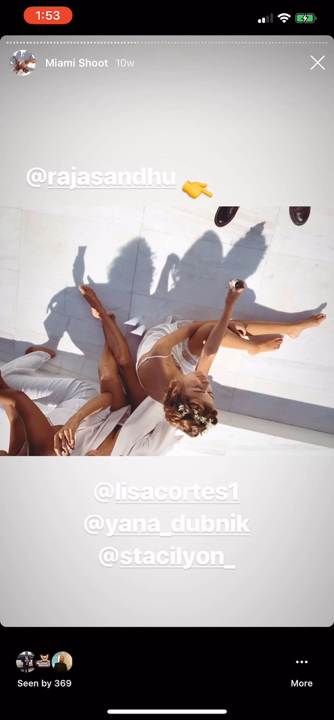 1:53
Miami Shoot 10w
@rajasandhu 👉
@lisacortes1
@yana_dubnik
@stacilyon_
Seen by 369
More